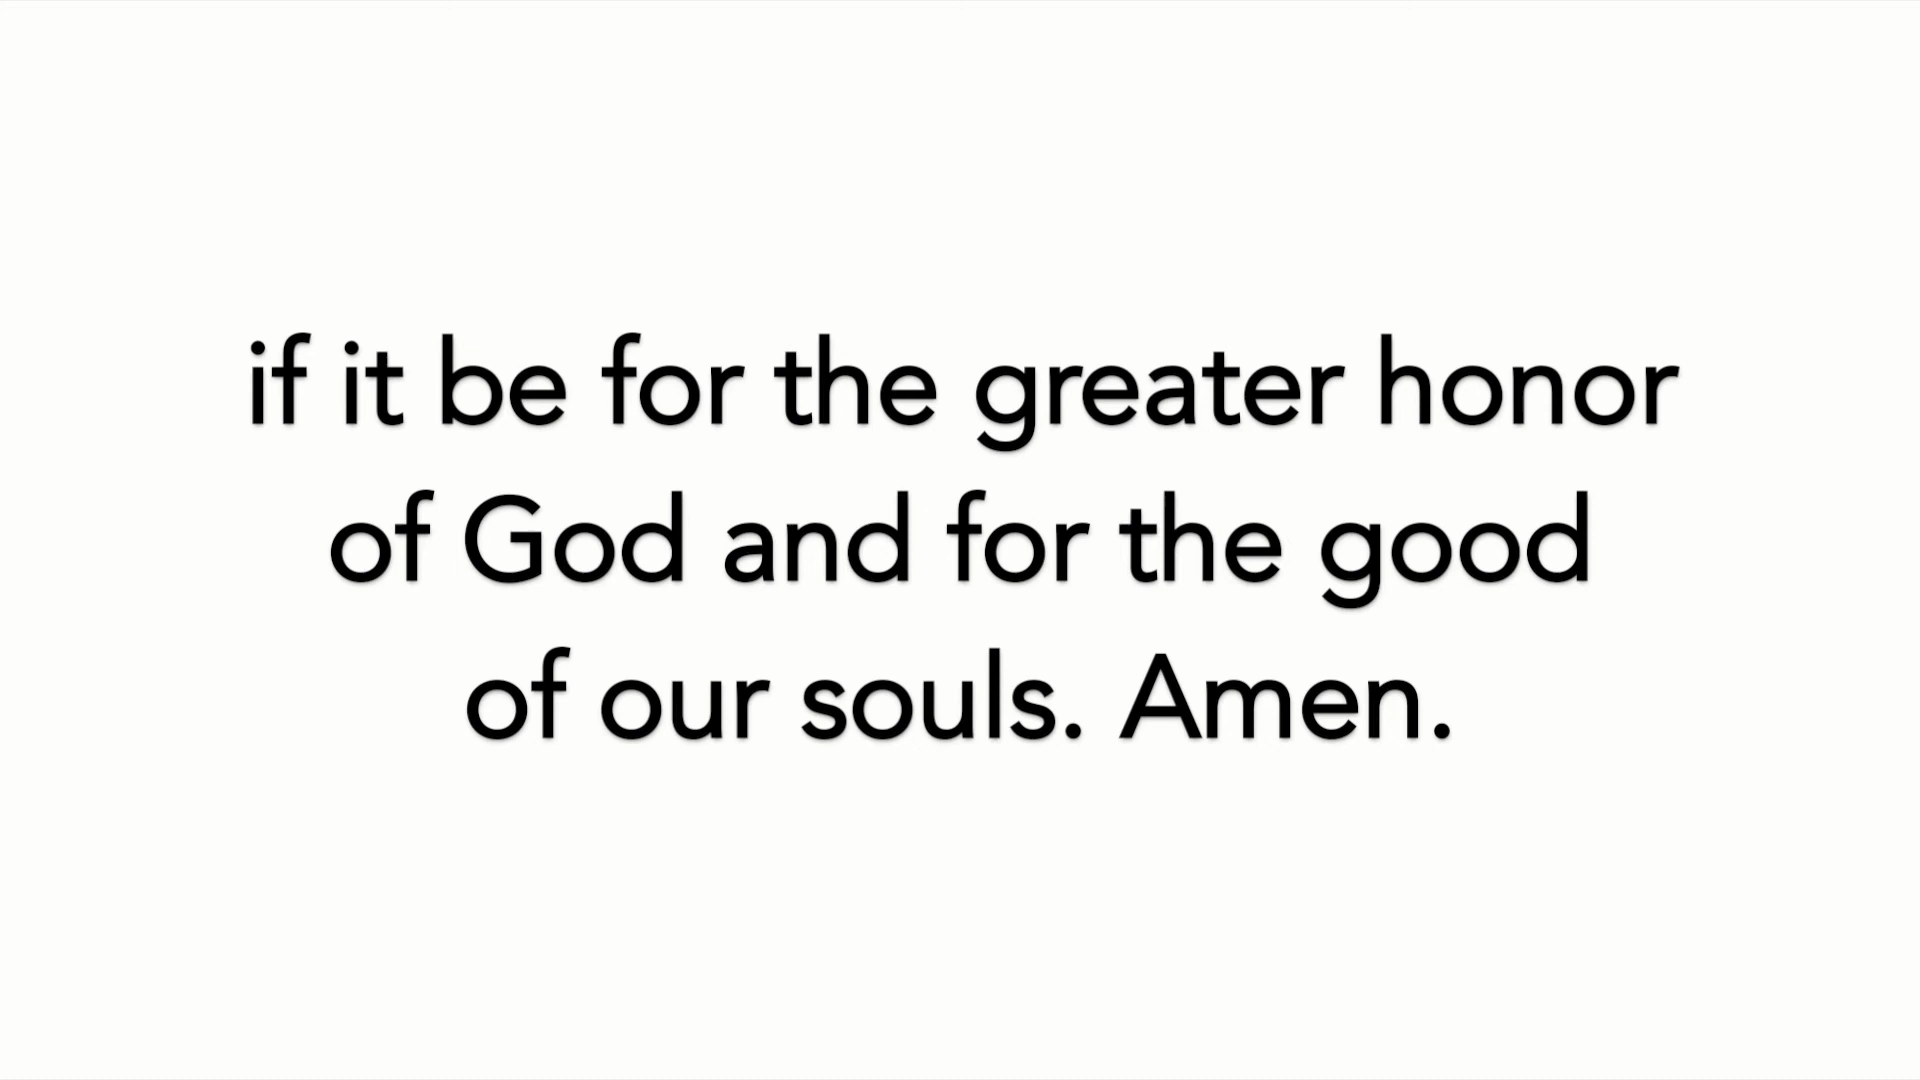 if it be for the greater honor
of God and for the good
of our souls. Amen.